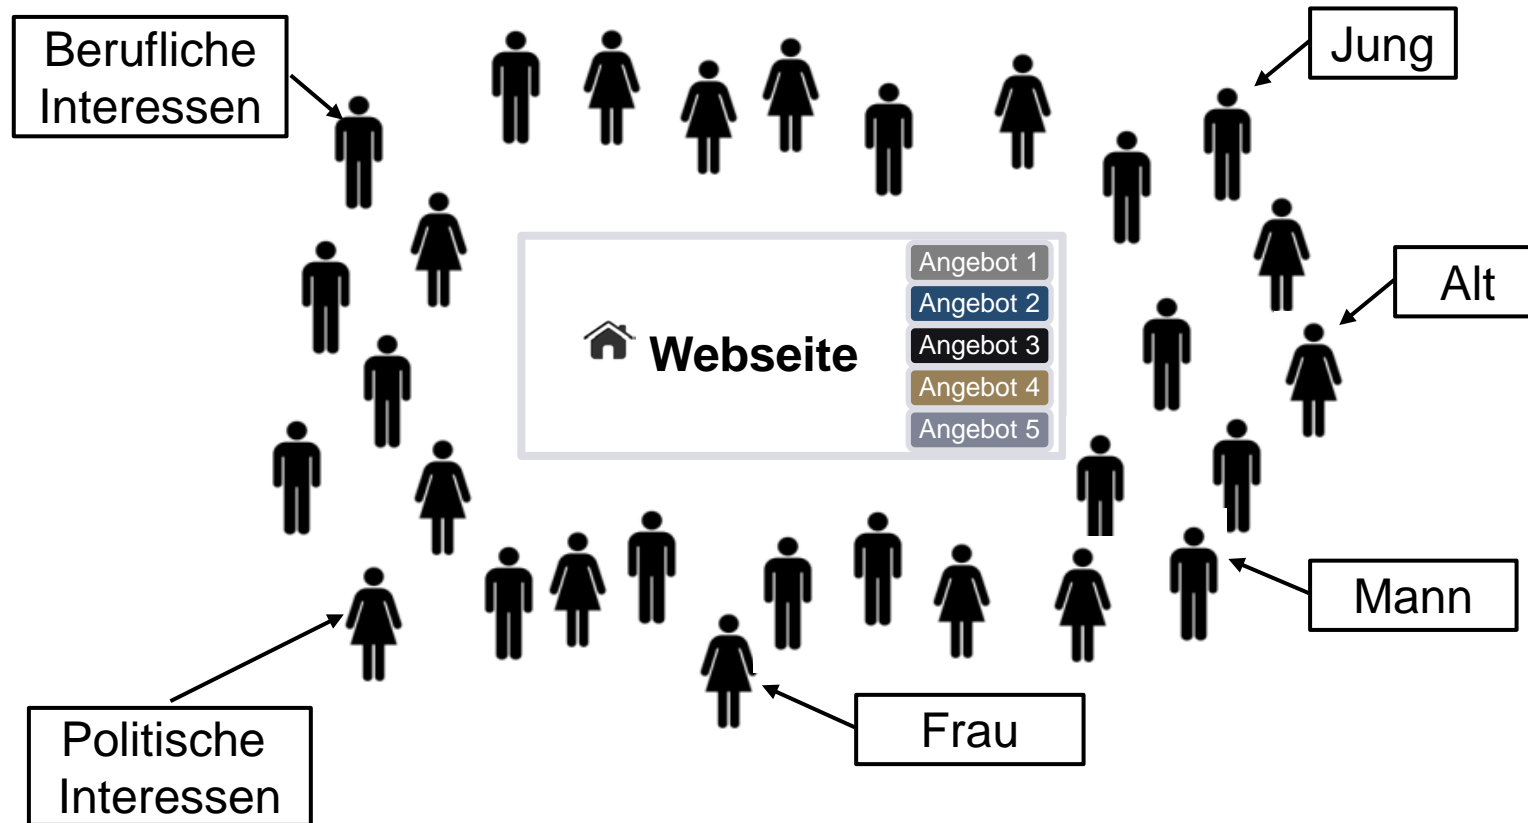 Berufliche
Interessen
Jung
Angebot 1
Angebot 2
Angebot 3
Angebot 4
Angebot 5
Webseite
Alt
Mann
Frau
Politische
Interessen